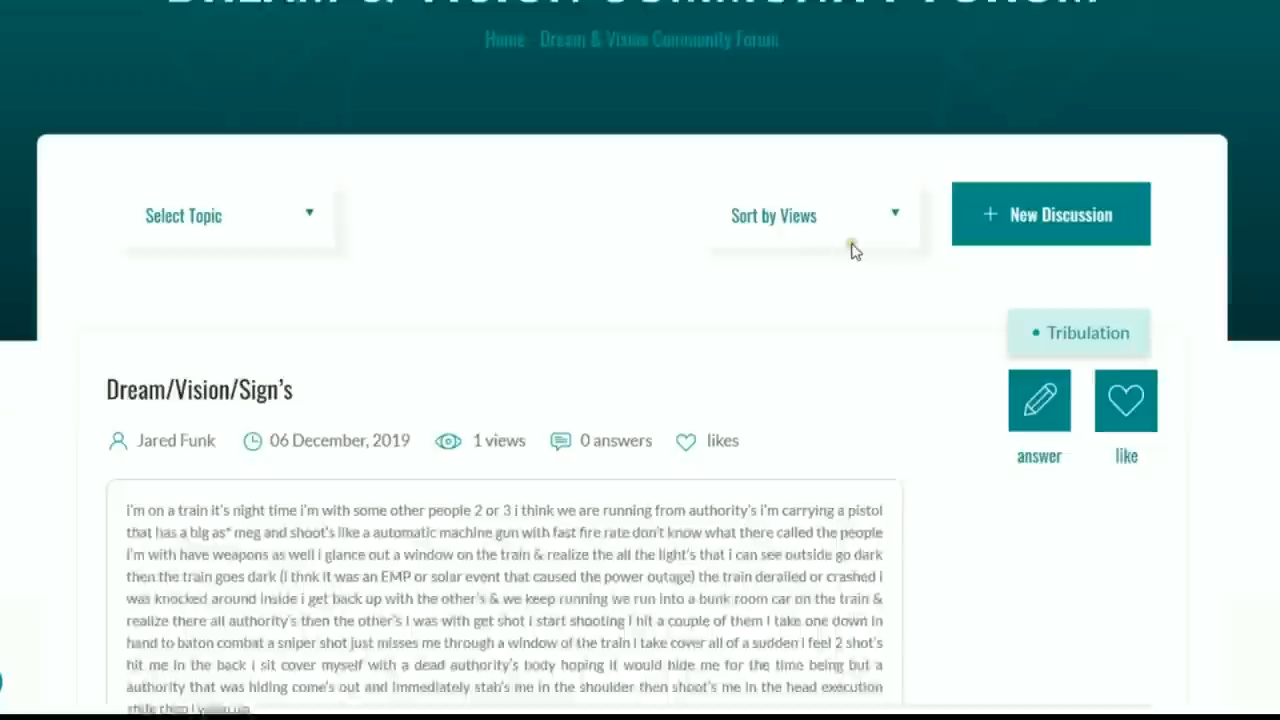 DREAM & VISION COMMUNITY FORUM
Home Dream & Vision Community Forum
Select Topic
Sort by Views
+ New Discussion
• Tribulation
Dream/Vision/Sign's
Jared Funk 06 December, 2019 1 views 0 answers likes
answer like
i'm on a train it's night time i'm with some other people 2 or 3 i think we are running from authority's i'm carrying a pistol
that has a big as* meg and shoot's like a automatic machine gun with fast fire rate don't know what there called the people
i'm with have weapons as well i glance out a window on the train & realize the all the light's that i can see outside go dark
then the train goes dark (i think it was an EMP or solar event that caused the power outage) the train derailed or crashed i
was knocked around inside i get back up with the other's & we keep running we run into a bunk room car on the train &
realize there all authority's then the other's i was with get shot i start shooting i hit a couple of them i take one down in
hand to baton combat a sniper shot just misses me through a window of the train i take cover all of a sudden i feel 2 shot's
hit me in the back i sit cover myself with a dead authority's body hoping it would hide me for the time being but a
authority that was hiding come's out and immediately stab's me in the shoulder then shoot's me in the head execution
style then i